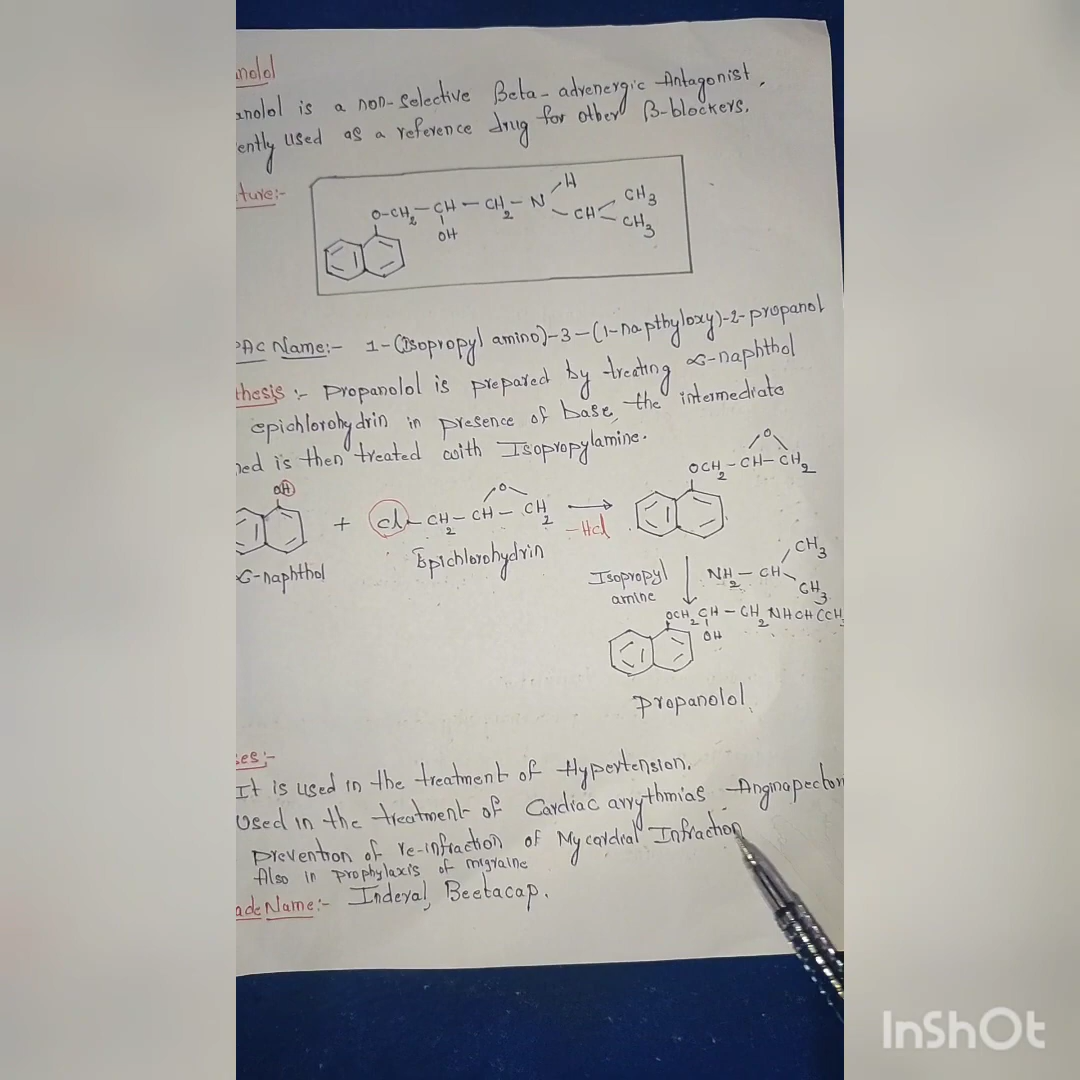 nolol
anolol is a non-selective Beta-adrenergic Antagonist.
ently used as a reference drug for other β-blockers.
ture:-
O-CH2-CH-CH2-N
H
CH
CH3
CH3
OH
PAC Name:- 1-(Isopropyl amino)-3-(1-napthyloxy)-2-propanol
thesis:- propanolol is prepared by treating α-naphthol
epichlorohydrin in presence of base, the intermediate
ned is then treated with Isopropylamine.
OH
+ Cl-CH2-CH-CH2
O
-Hcl
OCH2-CH-CH2
O
α-naphthol
Epichlorohydrin
Isopropyl
amine
NH2-CH
CH3
CH3
OCH2CH-CH2NHCHCCH3
OH
propanolol.
ses:-
It is used in the treatment of Hypertension.
Used in the treatment of Cardiac arrythmias Anginapector
prevention of re-infraction of Mycardial Infraction
Also in prophylaxis of migraine
ade Name:- Inderal, Beetacap.
InShOt